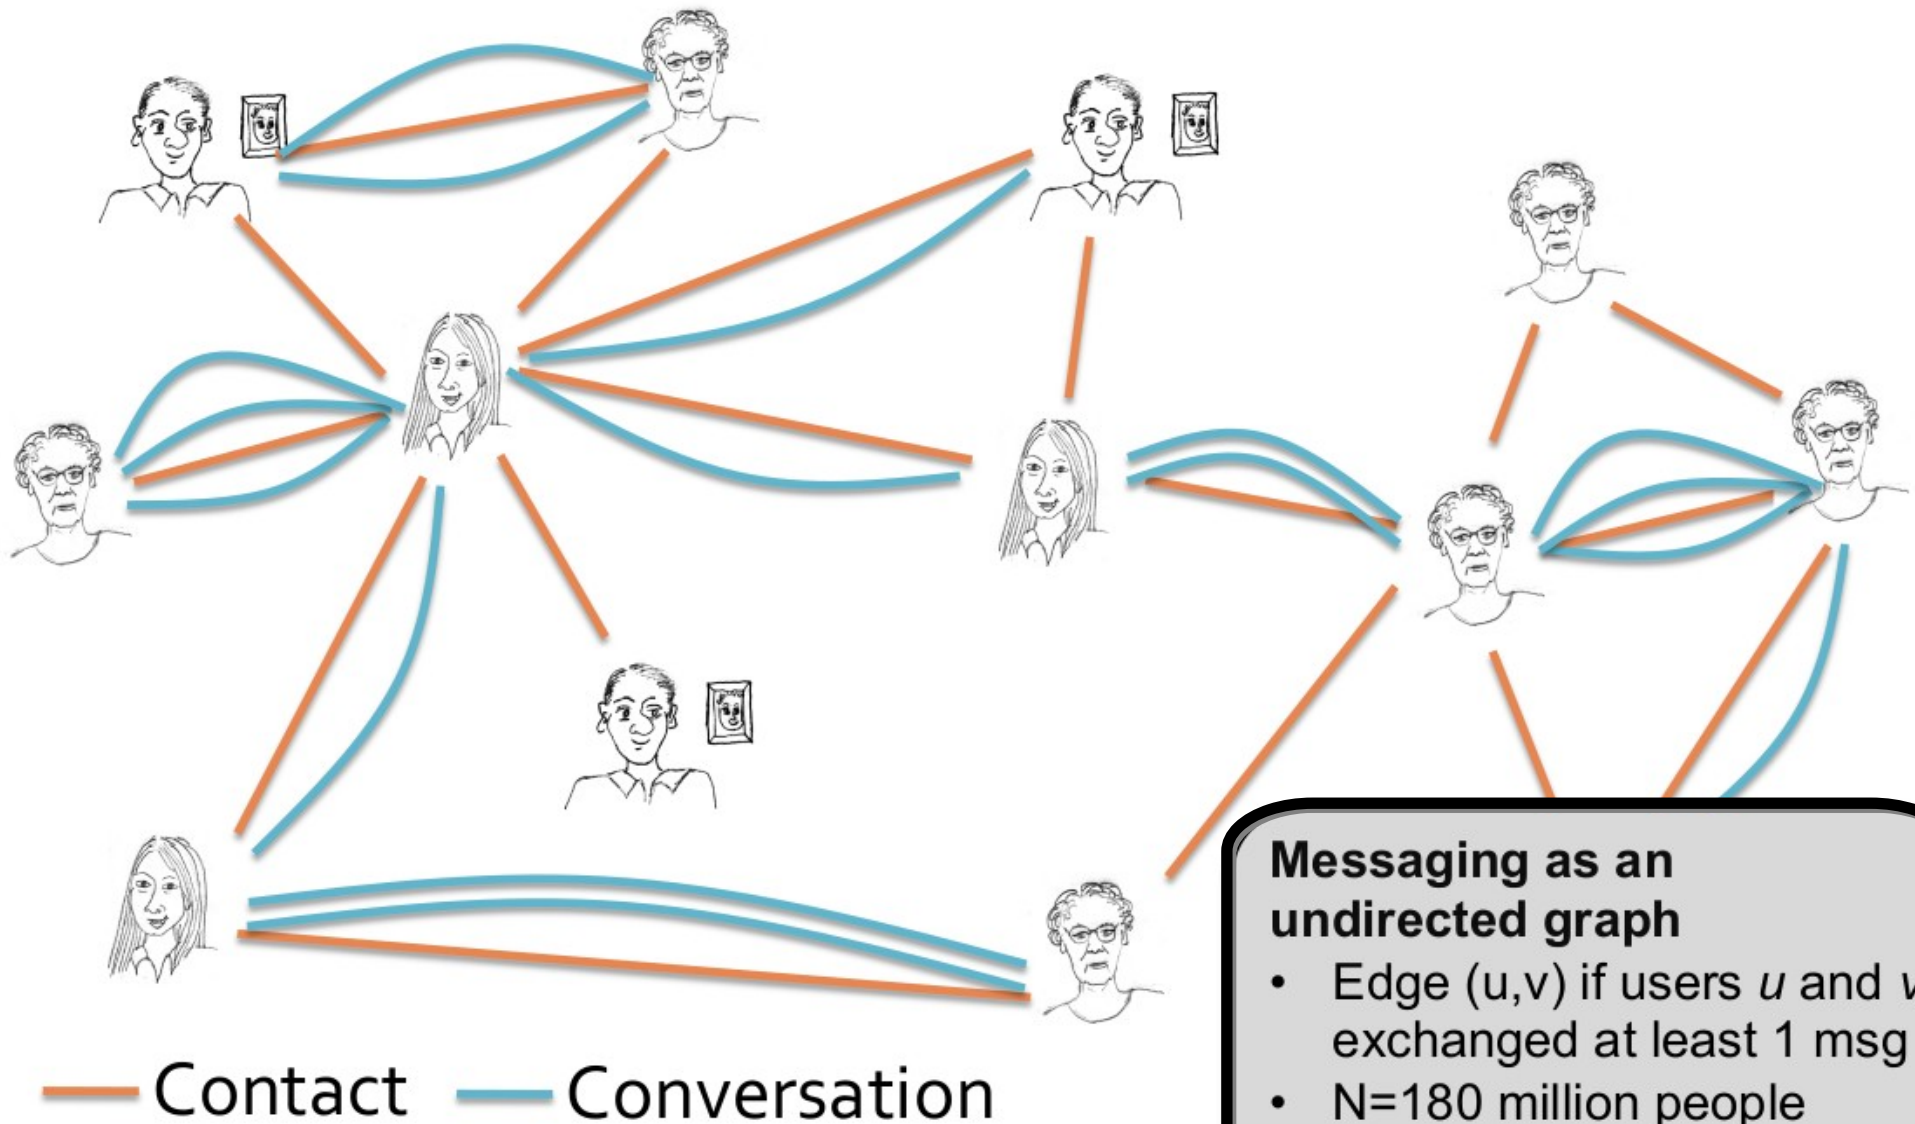 Contact
Conversation
Messaging as an
undirected graph
• Edge (u,v) if users u and v
exchanged at least 1 msg
• N=180 million people